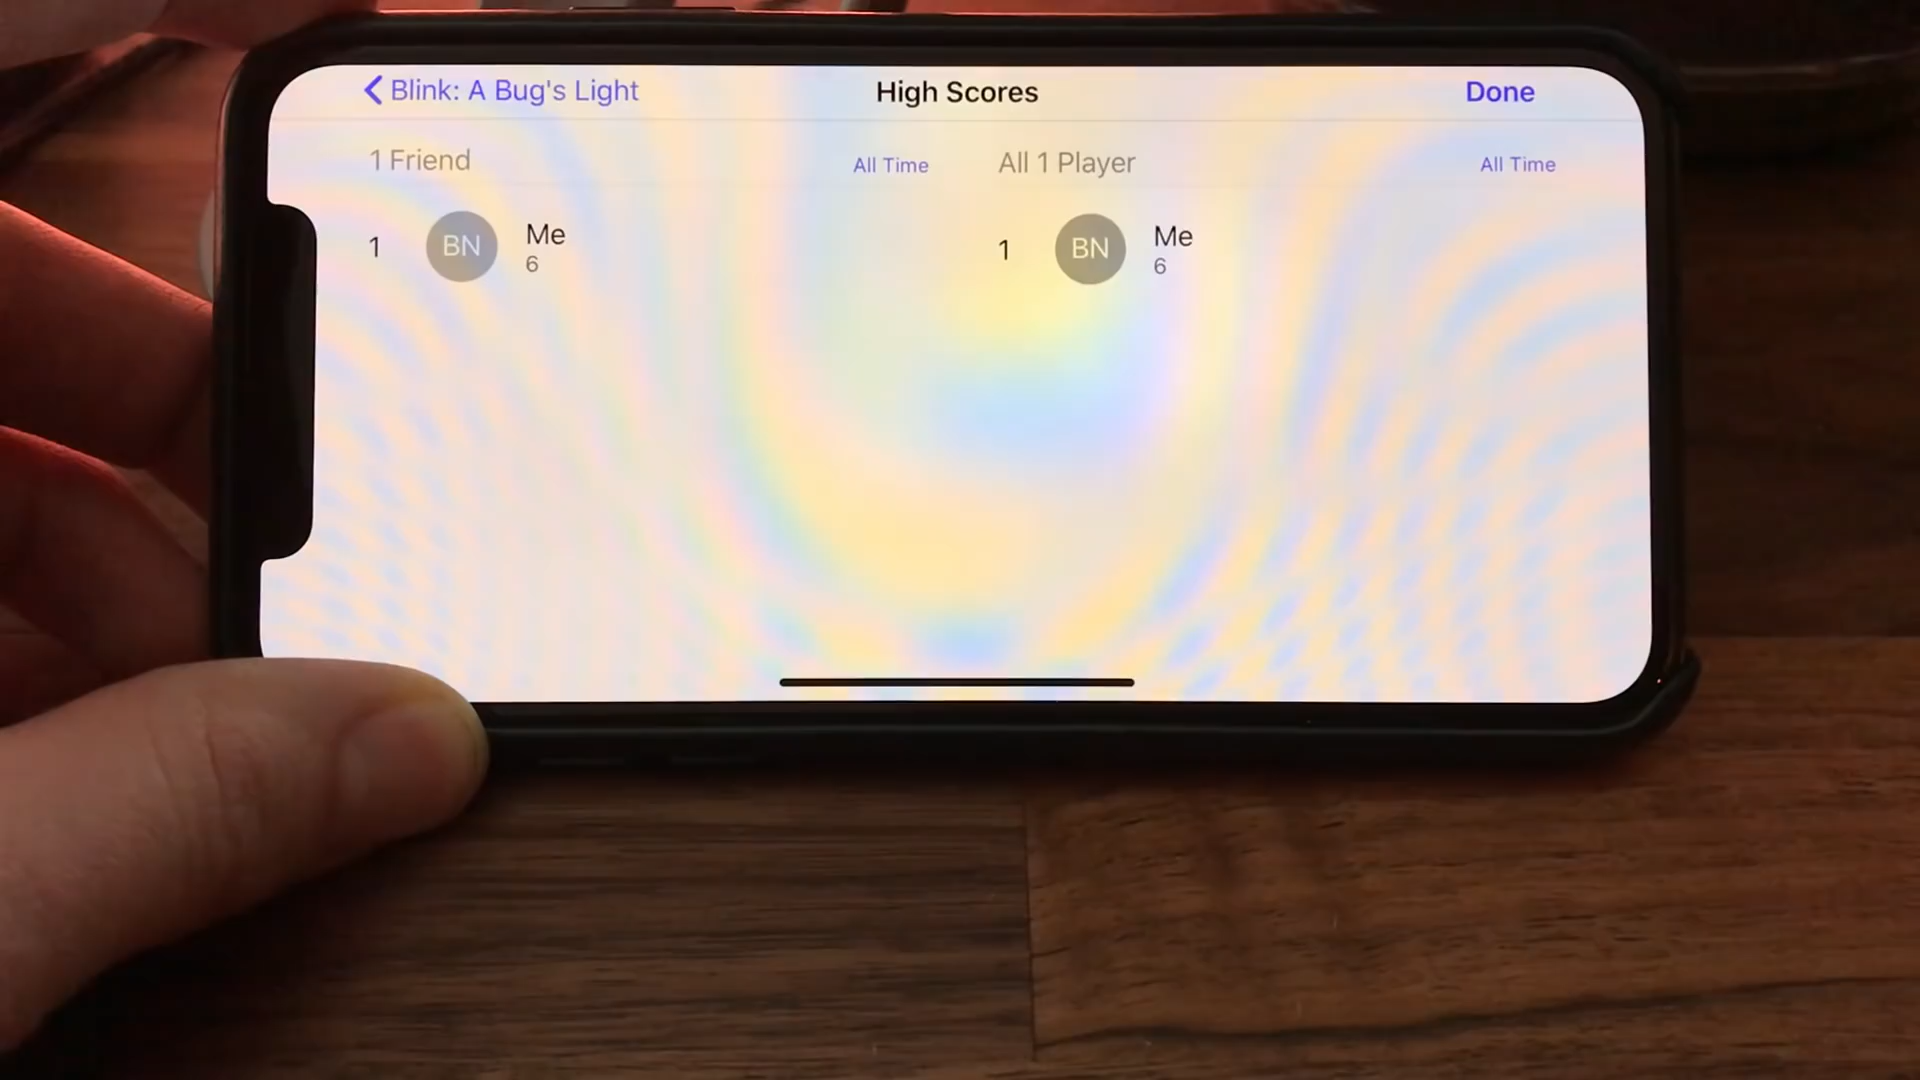 Blink: A Bug's Light
High Scores
Done
1 Friend
All Time
1
BN
Me
6
All 1 Player
All Time
1
BN
Me
6